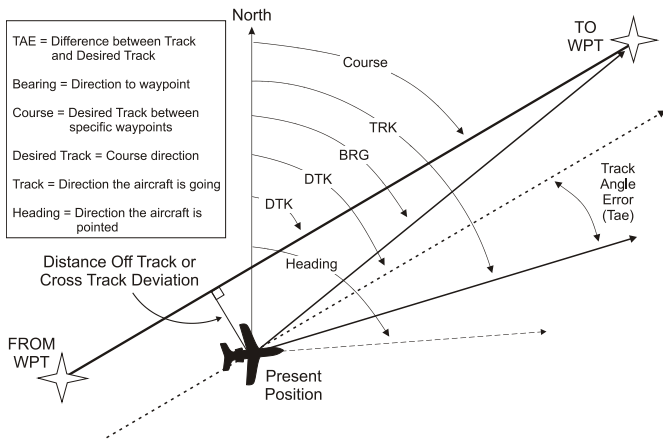 North
TO
WPT
TAE = Difference between Track
and Desired Track
Bearing = Direction to waypoint
Course = Desired Track between
specific waypoints
Desired Track = Course direction
Track = Direction the aircraft is going
Heading = Direction the aircraft is
pointed
Course
TRK
BRG
DTK
DTK
Heading
Track
Angle
Error
(Tae)
Distance Off Track or
Cross Track Deviation
FROM
WPT
Present
Position